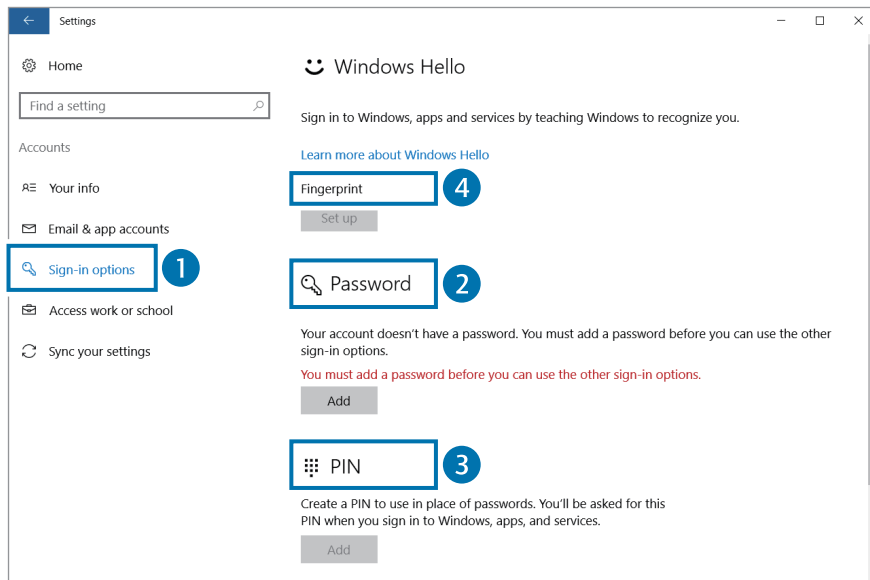 Settings
Home
Find a setting
Accounts
Your info
Email & app accounts
Sign-in options
1
Access work or school
Sync your settings
Windows Hello
Sign in to Windows, apps and services by teaching Windows to recognize you.
Learn more about Windows Hello
Fingerprint
4
Set up
Password
2
Your account doesn't have a password. You must add a password before you can use the other
sign-in options.
You must add a password before you can use the other sign-in options.
Add
PIN
3
Create a PIN to use in place of passwords. You'll be asked for this
PIN when you sign in to Windows, apps, and services.
Add